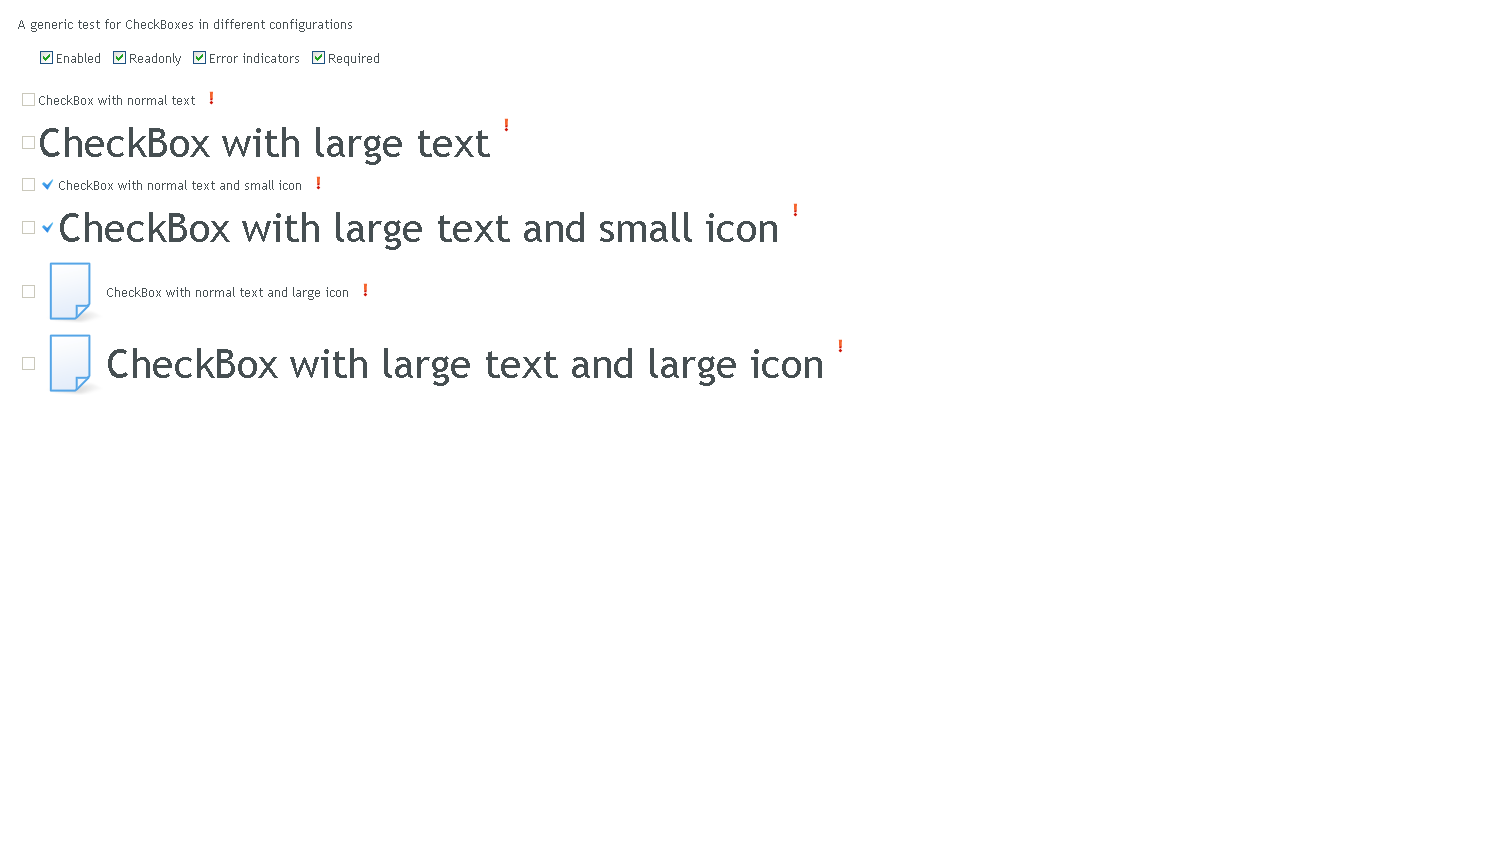 A generic test for CheckBoxes in different configurations
Enabled Readonly Error indicators Required
CheckBox with normal text !
CheckBox with large text !
CheckBox with normal text and small icon !
CheckBox with large text and small icon !
CheckBox with normal text and large icon !
CheckBox with large text and large icon !